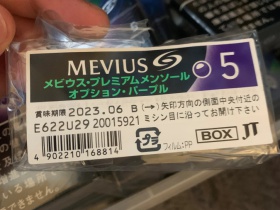 MEVIUS 5
メビウス・プレミアムメンソール
オプション・パープル
賞味期限 2023.06 B (→) 矢印方向の側面中央付近の
E622U29 20015921 ミシン目に沿ってお開け下さい
4902210168814
プラ
フィルム:PP
BOX JT